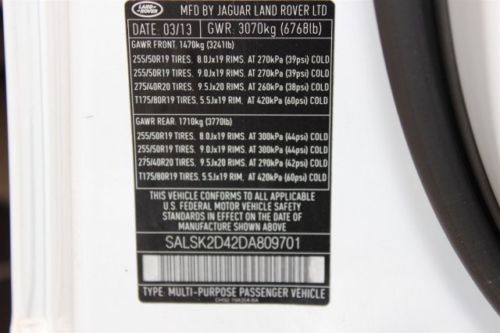 LAND-
ROVER
MFD BY JAGUAR LAND ROVER LTD
DATE: 03/13 GWR: 3070kg (6768lb)
GAWR FRONT: 1470kg (3241lb)
255/50R19 TIRES, 8.0Jx19 RIMS, AT 270kPa (39psi) COLD
255/50R19 TIRES, 9.0Jx19 RIMS, AT 270kPa (39psi) COLD
275/40R20 TIRES, 9.5Jx20 RIMS, AT 260kPa (38psi) COLD
T175/80R19 TIRES, 5.5Jx19 RIM, AT 420kPa (60psi) COLD
GAWR REAR: 1710kg (3770lb)
255/50R19 TIRES, 8.0Jx19 RIMS, AT 300kPa (44psi) COLD
255/50R19 TIRES, 9.0Jx19 RIMS, AT 300kPa (44psi) COLD
275/40R20 TIRES, 9.5Jx20 RIMS, AT 290kPa (42psi) COLD
T175/80R19 TIRES, 5.5Jx19 RIM, AT 420kPa (60psi) COLD
THIS VEHICLE CONFORMS TO ALL APPLICABLE
U.S. FEDERAL MOTOR VEHICLE SAFETY
STANDARDS IN EFFECT ON THE DATE OF
MANUFACTURE SHOWN ABOVE
SALSK2D42DA809701
TYPE: MULTI-PURPOSE PASSENGER VEHICLE